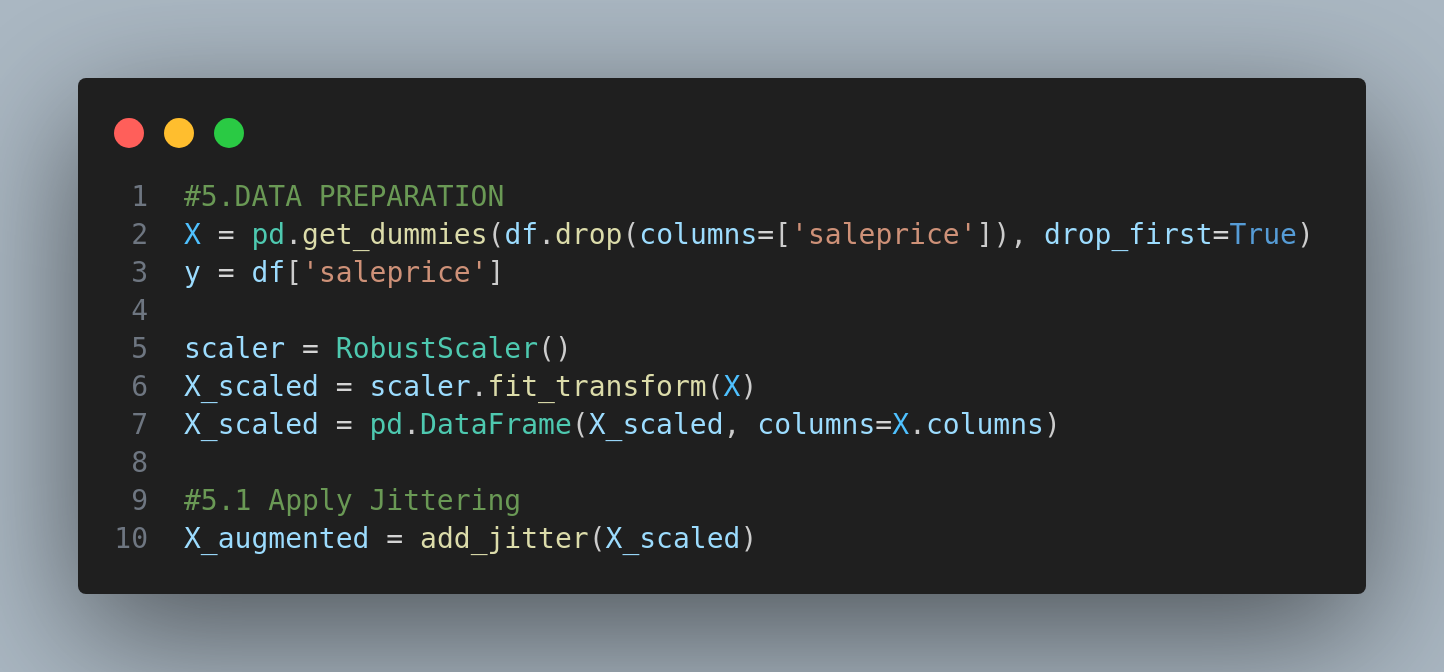 1 #5.DATA PREPARATION
2 X = pd.get_dummies(df.drop(columns=['saleprice']), drop_first=True)
3 y = df['saleprice']
4
5 scaler = RobustScaler()
6 X_scaled = scaler.fit_transform(X)
7 X_scaled = pd.DataFrame(X_scaled, columns=X.columns)
8
9 #5.1 Apply Jittering
10 X_augmented = add_jitter(X_scaled)